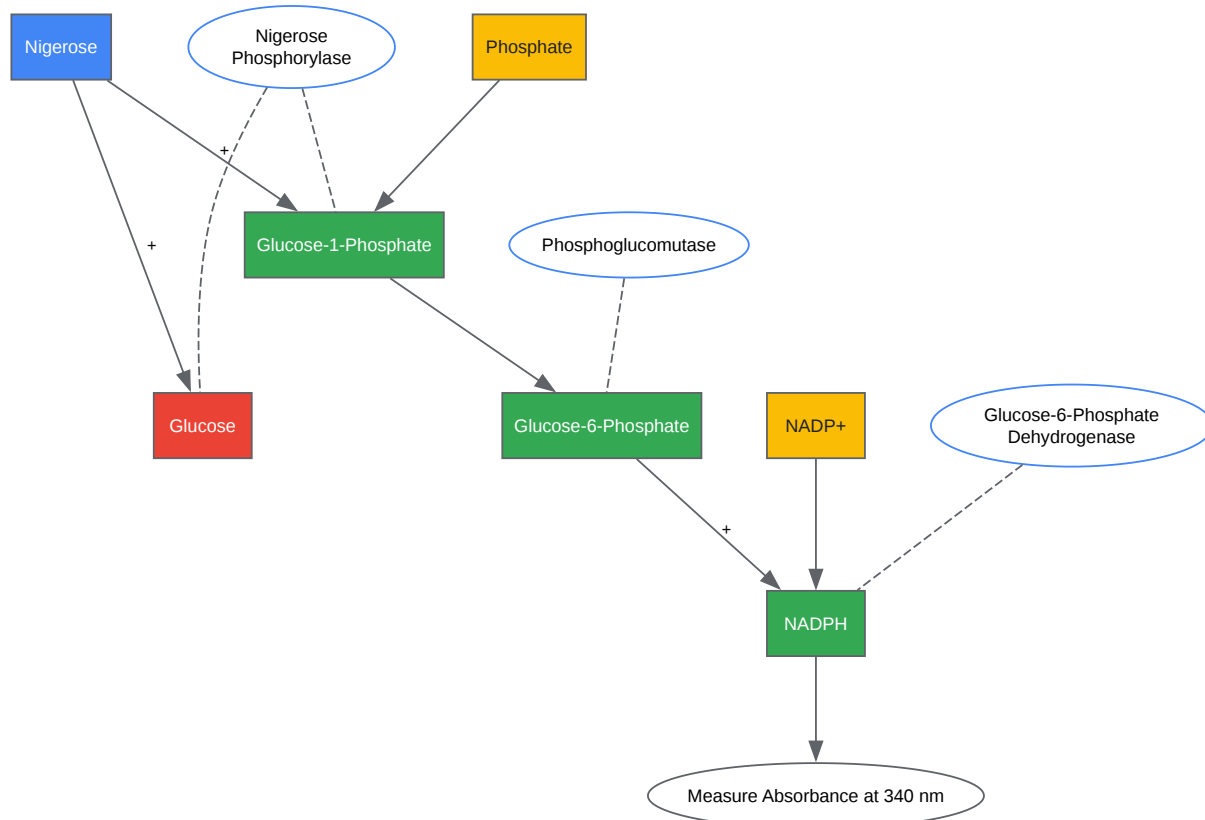 Nigerose
Nigerose
Phosphorylase
Phosphate
+
+
Glucose-1-Phosphate
Phosphoglucomutase
Glucose
Glucose-6-Phosphate
NADP+
Glucose-6-Phosphate
Dehydrogenase
+
NADPH
Measure Absorbance at 340 nm